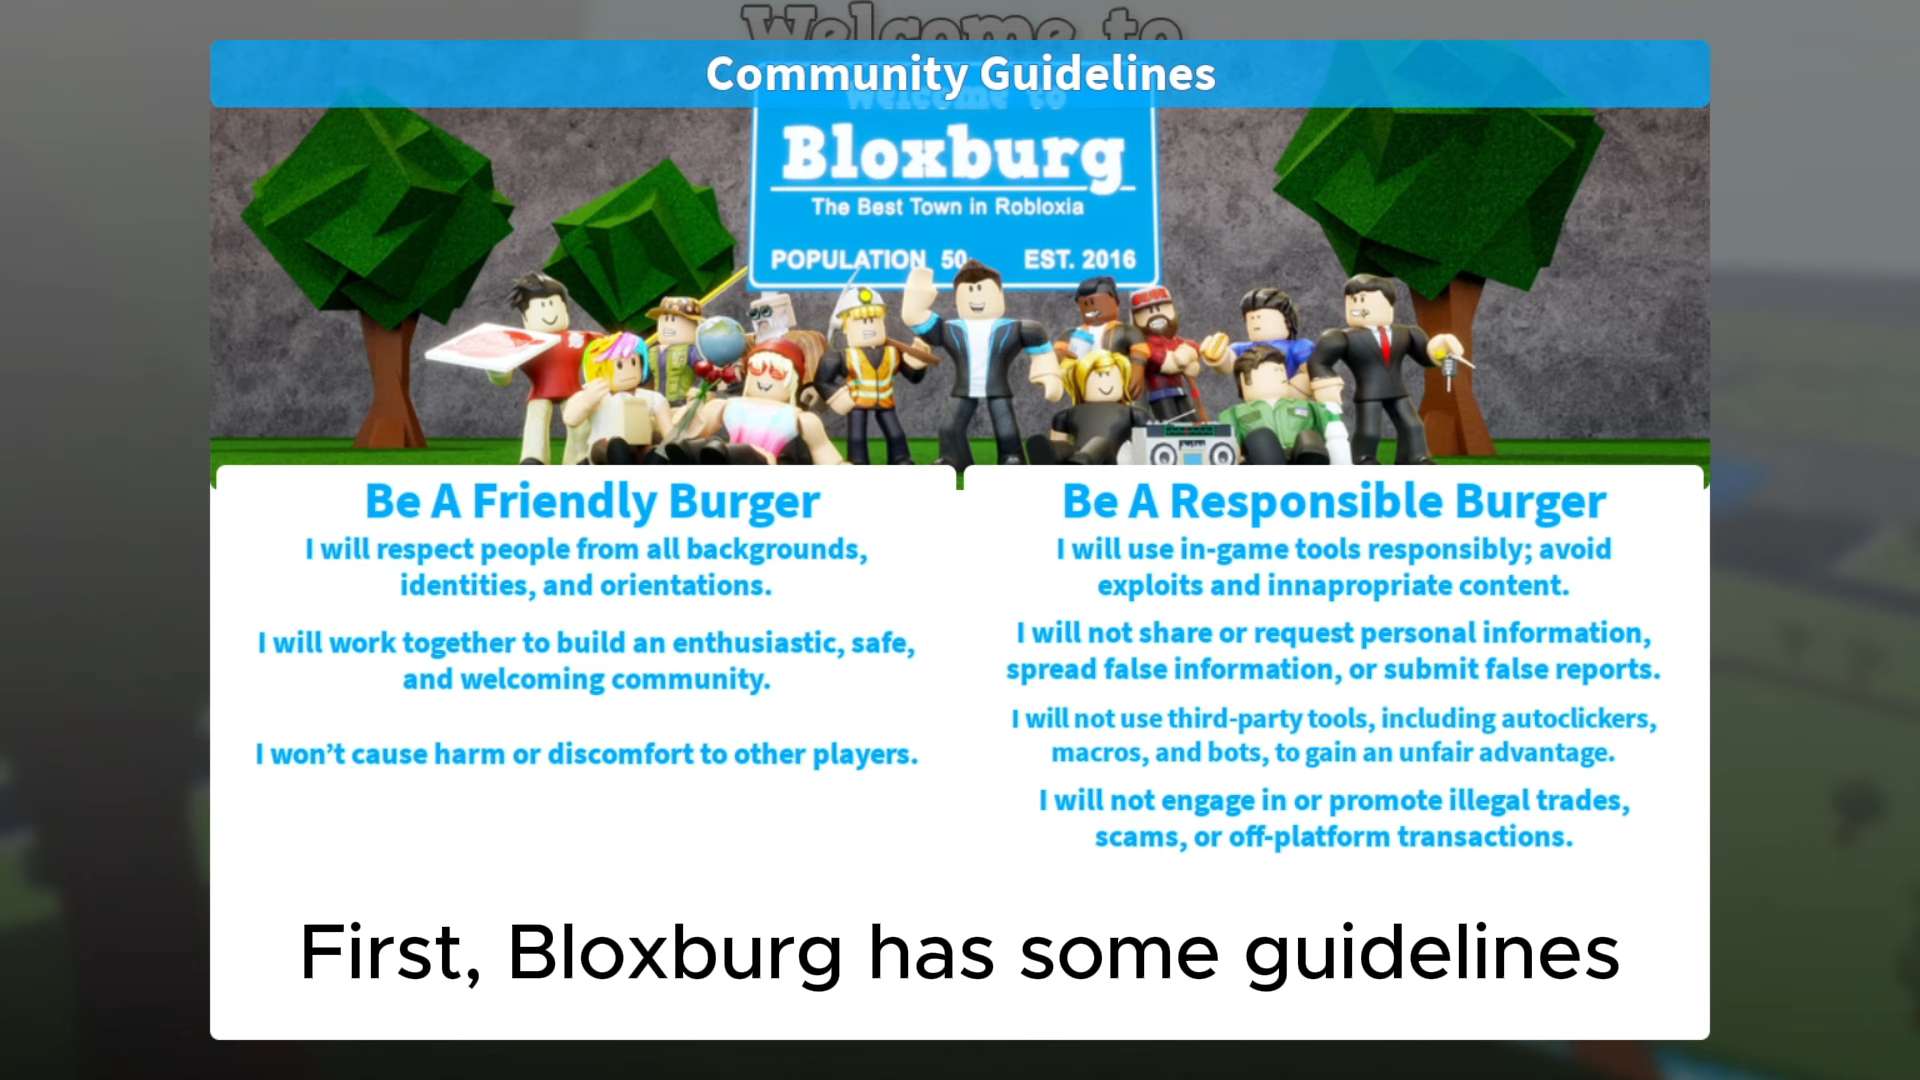 Welcome to
Community Guidelines
Welcome to
Bloxburg
The Best Town in Robloxia
POPULATION 50 EST. 2016
Be A Friendly Burger
I will respect people from all backgrounds,
identities, and orientations.
I will work together to build an enthusiastic, safe,
and welcoming community.
I won’t cause harm or discomfort to other players.
Be A Responsible Burger
I will use in-game tools responsibly; avoid
exploits and innapropriate content.
I will not share or request personal information,
spread false information, or submit false reports.
I will not use third-party tools, including autoclickers,
macros, and bots, to gain an unfair advantage.
I will not engage in or promote illegal trades,
scams, or off-platform transactions.
First, Bloxburg has some guidelines